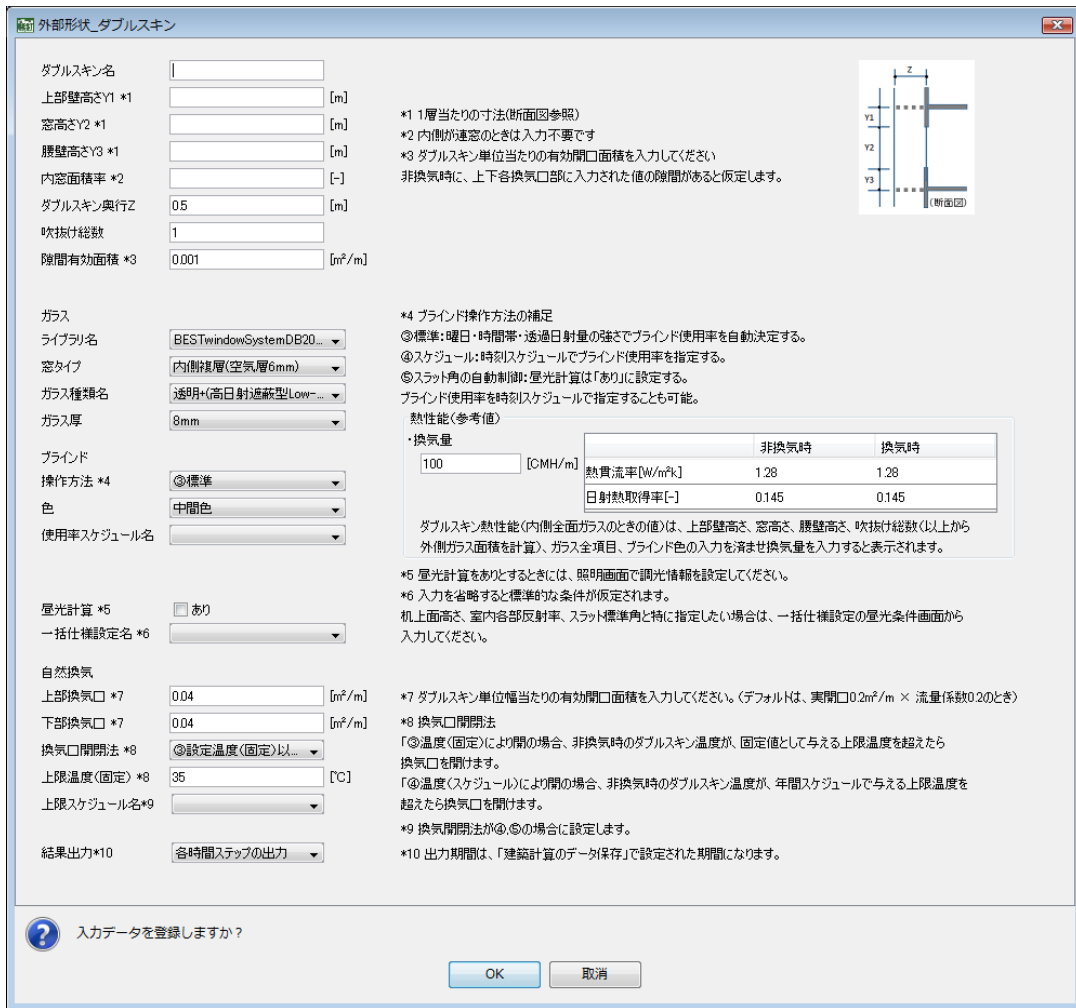 外部形状_ダブルスキン
ダブルスキン名
上部壁高さY1 *1 [m]
窓高さY2 *1 [m]
腰壁高さY3 *1 [m]
内窓面積率 *2 [-]
ダブルスキン奥行Z 0.5 [m]
吹抜け総数 1
隙間有効面積 *3 0.001 [m²/m]
*1 1層当たりの寸法(断面図参照)
*2 内側が連窓のときは入力不要です
*3 ダブルスキン単位当たりの有効開口面積を入力してください
非換気時に、上下各換気口部に入力された値の隙間があると仮定します。
Z
Y1
Y2
Y3
(断面図)
ガラス
ライブラリ名 BESTwindowSystemDB20...
窓タイプ 内側複層(空気層6mm)
ガラス種類名 透明+(高日射遮蔽型Low-...
ガラス厚 8mm
ブラインド
操作方法 *4 ③標準
色 中間色
使用率スケジュール名
*4 ブラインド操作方法の補足
③標準:曜日・時間帯・透過日射量の強さでブラインド使用率を自動決定する。
④スケジュール:時刻スケジュールでブラインド使用率を指定する。
⑤スラット角の自動制御:昼光計算は「あり」に設定する。
ブラインド使用率を時刻スケジュールで指定することも可能。
熱性能(参考値)
・換気量
100 [CMH/m]
非換気時 換気時
熱貫流率[W/m²k] 1.28 1.28
日射熱取得率[-] 0.145 0.145
ダブルスキン熱性能(内側全面ガラスのときの値)は、上部壁高さ、窓高さ、腰壁高さ、吹抜け総数(以上から
外側ガラス面積を計算)、ガラス全項目、ブラインド色の入力を済ませ換気量を入力すると表示されます。
昼光計算 *5 あり
一括仕様設定名 *6
*5 昼光計算をありとするときには、照明画面で調光情報を設定してください。
*6 入力を省略すると標準的な条件が仮定されます。
机上面高さ、室内各部反射率、スラット標準角と特に指定したい場合は、一括仕様設定の昼光条件画面から
入力してください。
自然換気
上部換気口 *7 0.04 [m²/m]
下部換気口 *7 0.04 [m²/m]
換気口開閉法 *8 ③設定温度(固定)以...
上限温度(固定) *8 35 [℃]
上限スケジュール名*9
結果出力*10 各時間ステップの出力
*7 ダブルスキン単位幅当たりの有効開口面積を入力してください。(デフォルトは、実開口0.2m²/m × 流量係数0.2のとき)
*8 換気口開閉法
「③温度(固定)により開の場合、非換気時のダブルスキン温度が、固定値として与える上限温度を超えたら
換気口を開けます。
「④温度(スケジュール)により開の場合、非換気時のダブルスキン温度が、年間スケジュールで与える上限温度を
超えたら換気口を開けます。
*9 換気開閉法が④,⑤の場合に設定します。
*10 出力期間は、「建築計算のデータ保存」で設定された期間になります。
入力データを登録しますか?
OK 取消